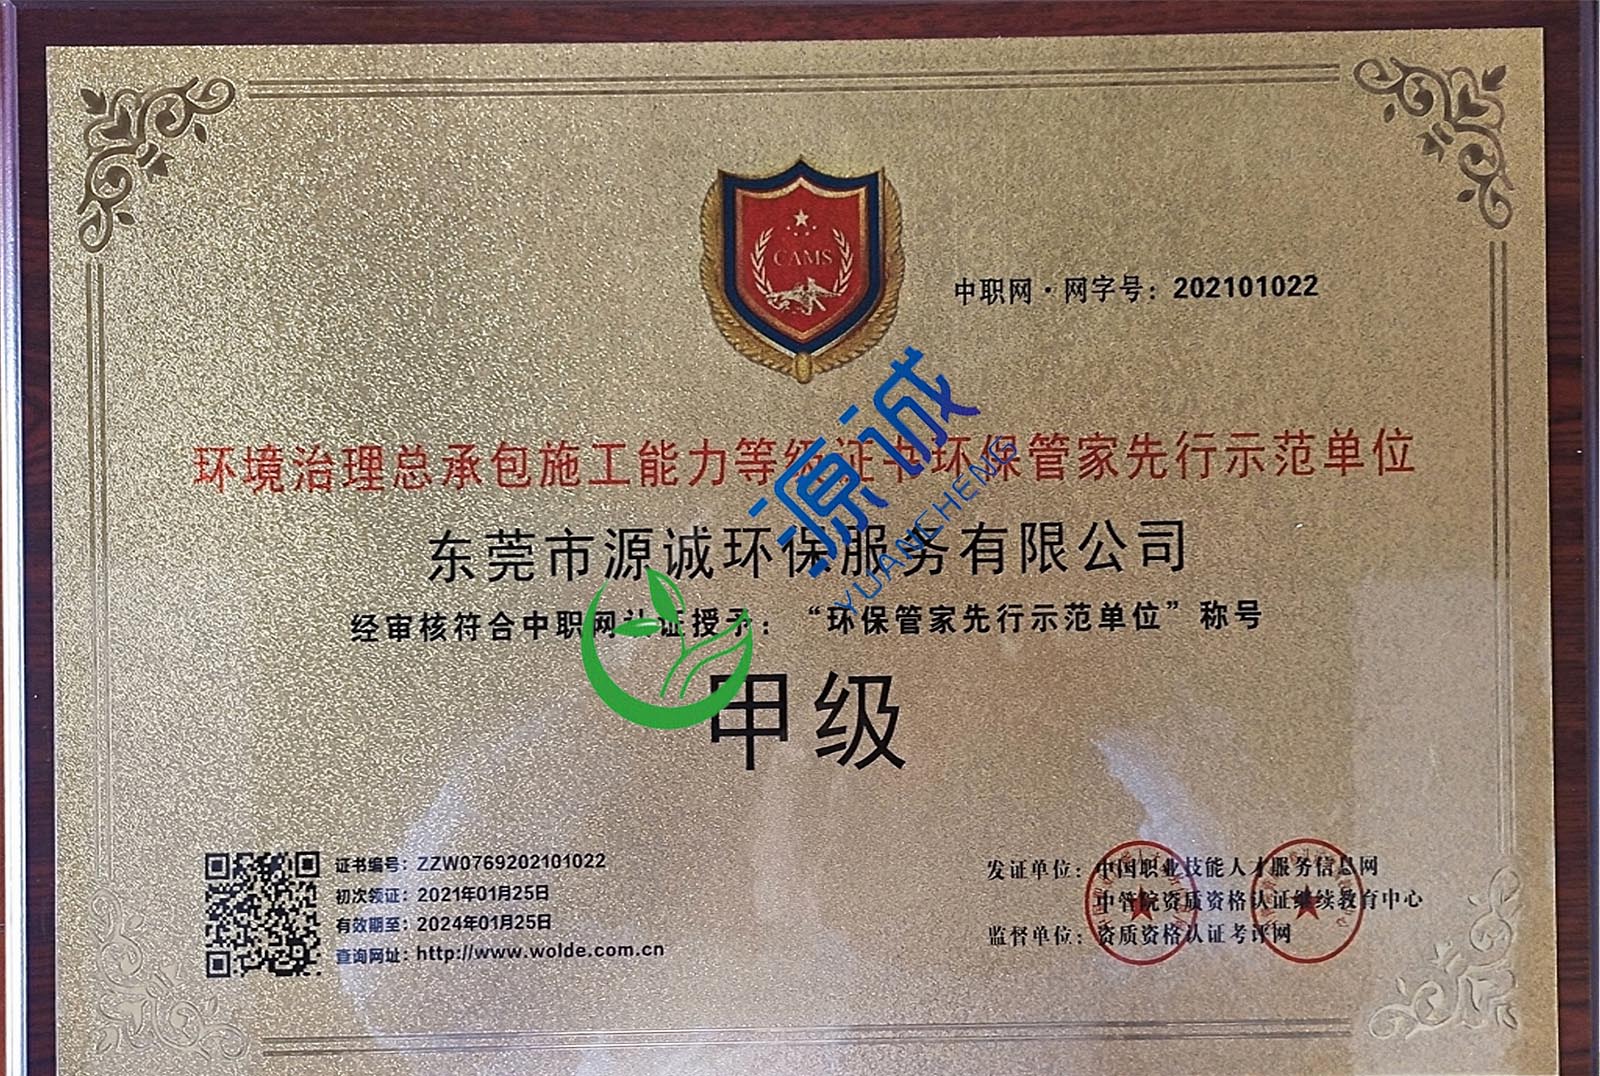 CAMS
中职网·网字号：202101022
环境治理总承包施工能力等级证书环保管家先行示范单位
源诚
YUANCHENG
东莞市源诚环保服务有限公司
经审核符合中职网认证授予：“环保管家先行示范单位”称号
甲级
证书编号：ZZW0769202101022
初次领证：2021年01月25日
有效期至：2024年01月25日
查询网址：http://www.wolde.com.cn
发证单位：中国职业技能人才服务信息网
中管院资质资格认证继续教育中心
监督单位：资质资格认证考评网